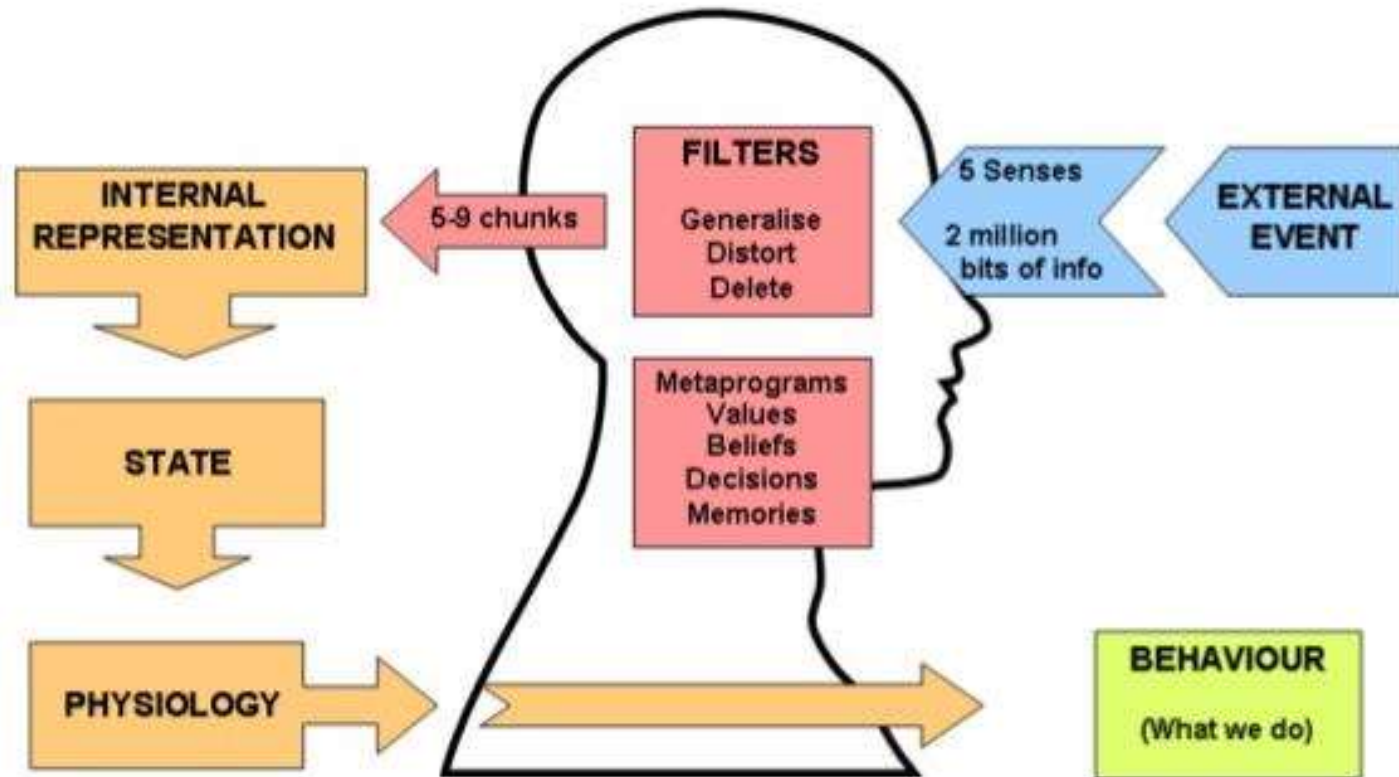 EXTERNAL
EVENT
5 Senses
2 million
bits of info
FILTERS
Generalise
Distort
Delete
Metaprograms
Values
Beliefs
Decisions
Memories
5-9 chunks
INTERNAL
REPRESENTATION
STATE
PHYSIOLOGY
BEHAVIOUR
(What we do)